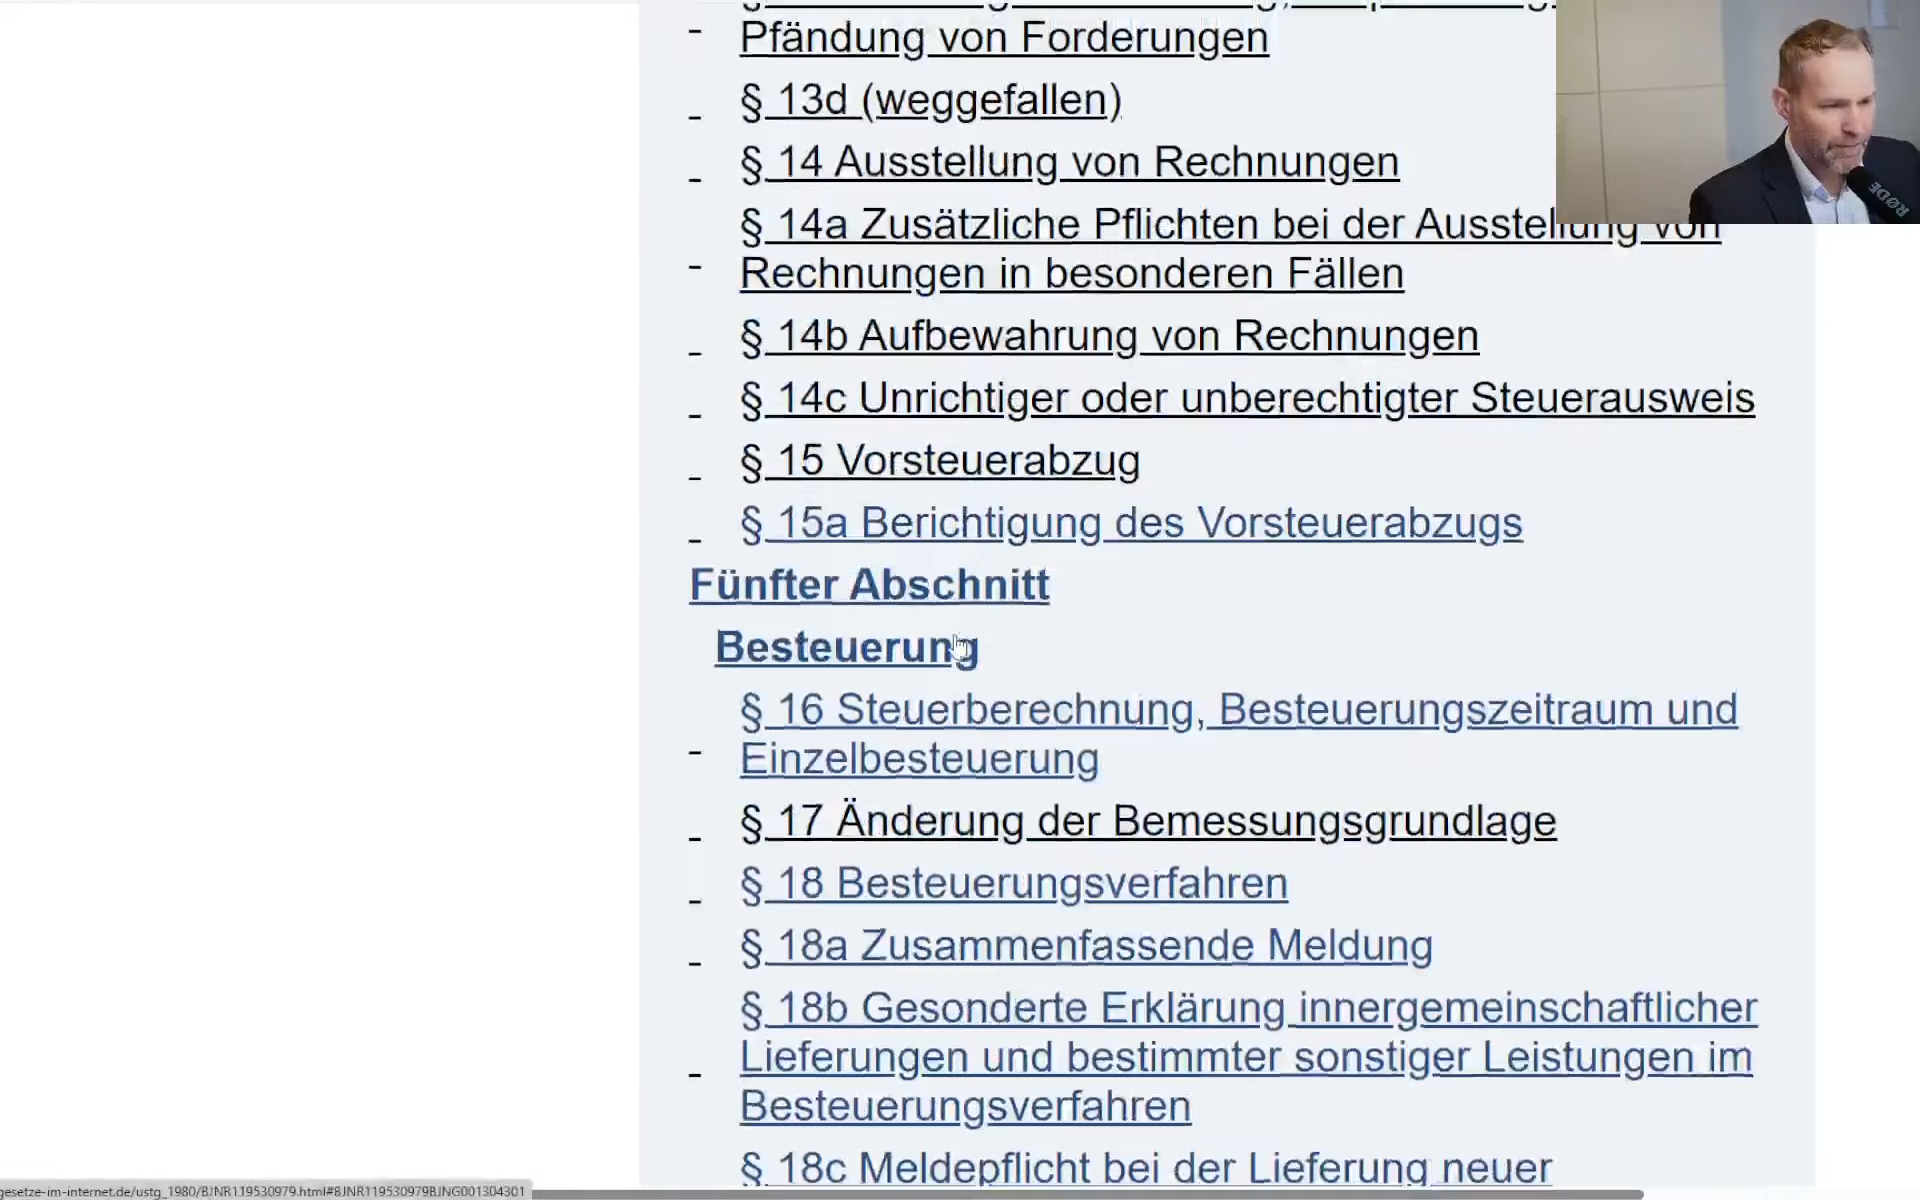 Pfändung von Forderungen
- § 13d (weggefallen)
- § 14 Ausstellung von Rechnungen
§ 14a Zusätzliche Pflichten bei der Ausstellung von
- Rechnungen in besonderen Fällen
- § 14b Aufbewahrung von Rechnungen
- § 14c Unrichtiger oder unberechtigter Steuerausweis
- § 15 Vorsteuerabzug
- § 15a Berichtigung des Vorsteuerabzugs
Fünfter Abschnitt
Besteuerung
§ 16 Steuerberechnung, Besteuerungszeitraum und
- Einzelbesteuerung
- § 17 Änderung der Bemessungsgrundlage
- § 18 Besteuerungsverfahren
- § 18a Zusammenfassende Meldung
§ 18b Gesonderte Erklärung innergemeinschaftlicher
- Lieferungen und bestimmter sonstiger Leistungen im
Besteuerungsverfahren
§ 18c Meldepflicht bei der Lieferung neuer
gesetze-im-internet.de/ustg_1980/BJNR119530979.html#BJNR119530979BJNG001304301
RØDE